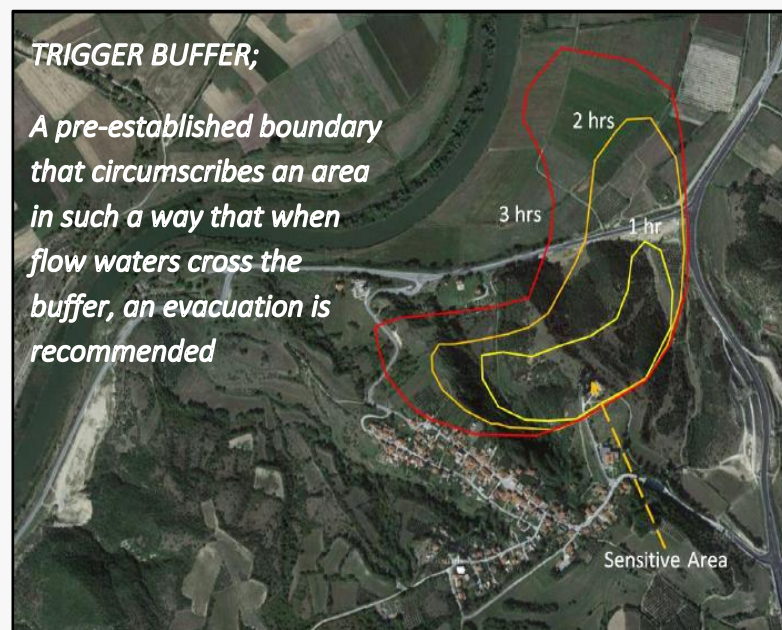 TRIGGER BUFFER;
A pre-established boundary
that circumscribes an area
in such a way that when
flow waters cross the
buffer, an evacuation is
recommended
2 hrs
3 hrs
1 hr
Sensitive Area